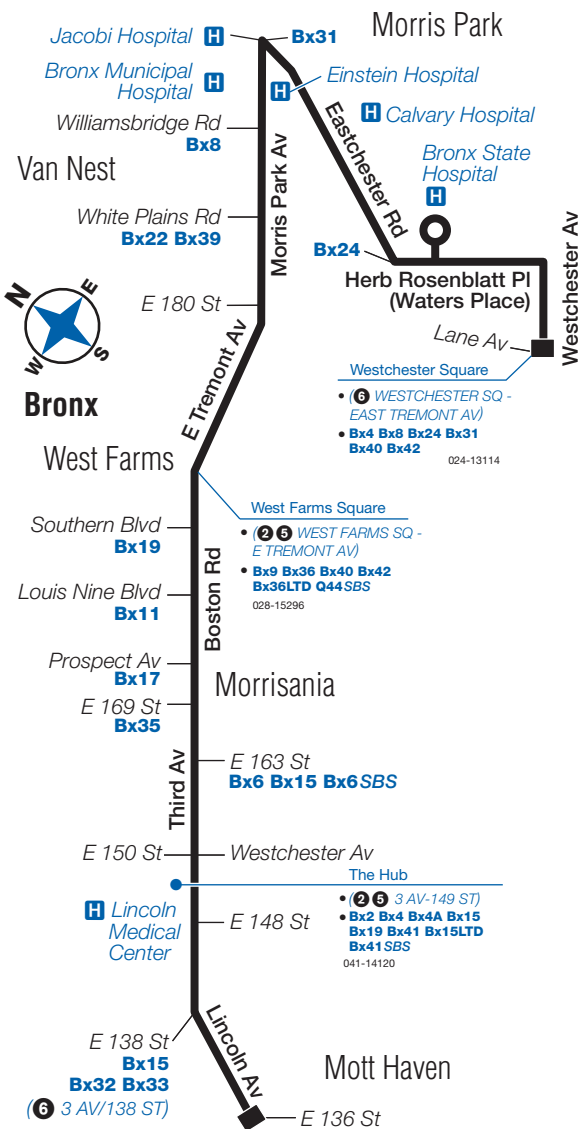 Morris Park
Jacobi Hospital H
Bx31
Bronx Municipal
Hospital H
H Einstein Hospital
H Calvary Hospital
Williamsbridge Rd
Bx8
Van Nest
Bronx State
Hospital
H
Morris Park Av
Eastchester Rd
White Plains Rd
Bx22 Bx39
Bx24
Herb Rosenblatt Pl
(Waters Place)
Westchester Av
E 180 St
N
E
W
S
Bronx
Lane Av
Westchester Square
• (6 WESTCHESTER SQ -
EAST TREMONT AV)
• Bx4 Bx8 Bx24 Bx31
Bx40 Bx42
024-13114
E Tremont Av
West Farms
West Farms Square
• (2 5 WEST FARMS SQ -
E TREMONT AV)
• Bx9 Bx36 Bx40 Bx42
Bx36LTD Q44SBS
028-15296
Southern Blvd
Bx19
Louis Nine Blvd
Bx11
Boston Rd
Prospect Av
Bx17
Morrisania
E 169 St
Bx35
Third Av
E 163 St
Bx6 Bx15 Bx6SBS
E 150 St
Westchester Av
The Hub
• (2 5 3 AV-149 ST)
• Bx2 Bx4 Bx4A Bx15
Bx19 Bx41 Bx15LTD
Bx41SBS
041-14120
H Lincoln
Medical
Center
E 148 St
Lincoln Av
E 138 St
Bx15
Bx32 Bx33
(6 3 AV/138 ST)
Mott Haven
E 136 St